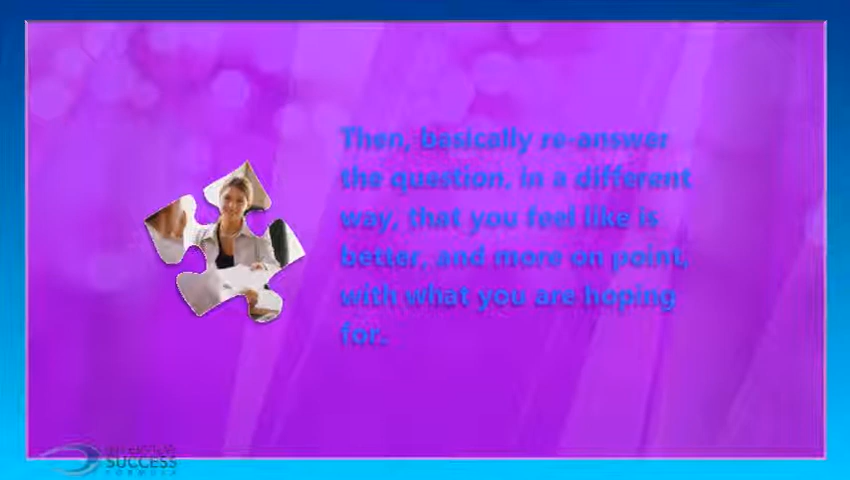 Then, basically re-answer
the question, in a different
way, that you feel like is
better, and more on point,
with what you are hoping
for.
SUCCESS
FORMULA